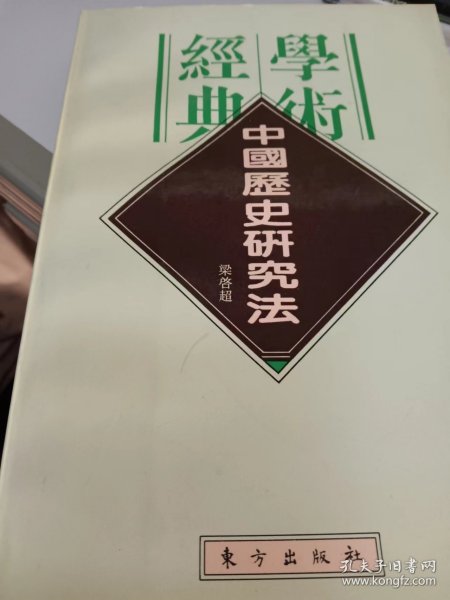 學術
經典
中國歷史研究法
梁啓超
東方出版社
孔夫子旧书网
www.kongfz.com